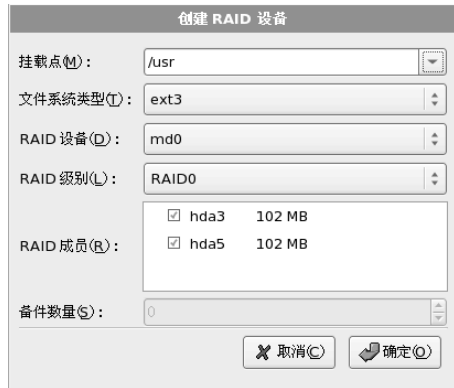 创建 RAID 设备
挂载点(M)： /usr
文件系统类型(T)： ext3
RAID 设备(D)： md0
RAID 级别(L)： RAID0
hda3 102 MB
RAID 成员(R)： hda5 102 MB
备件数量(S)： 0
取消(C) 确定(O)